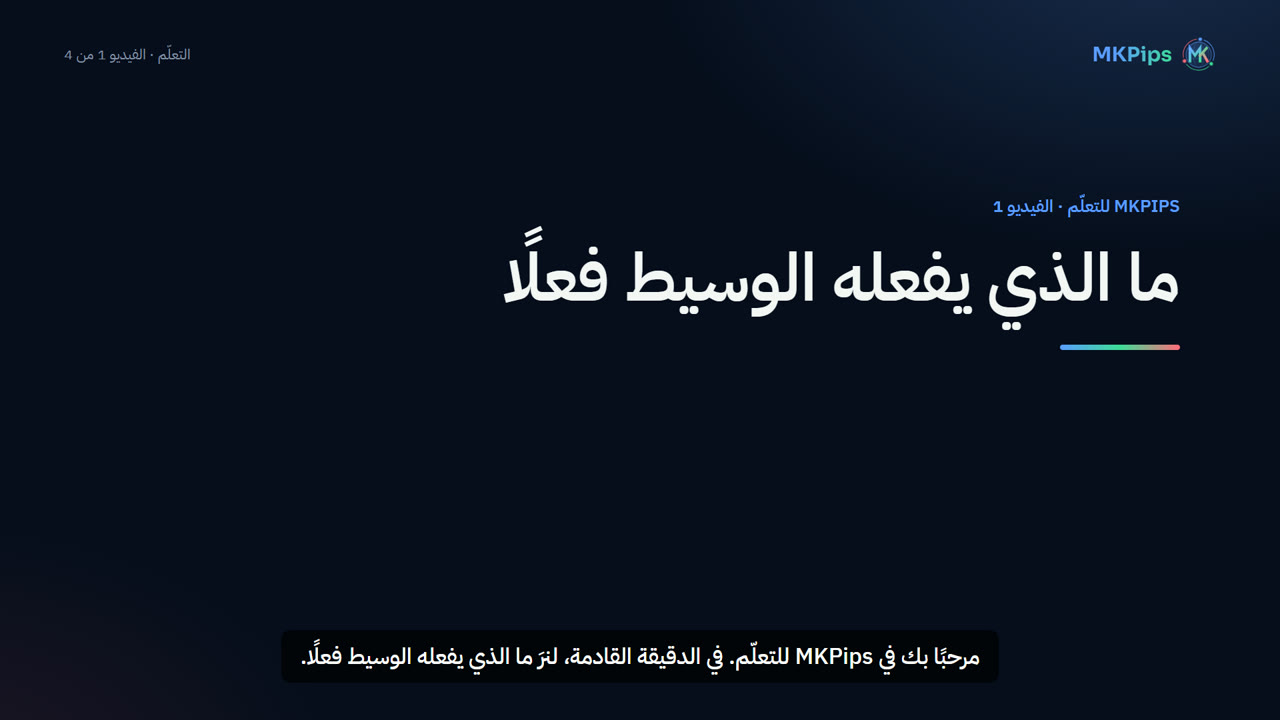 MKPips
التعلّم · الفيديو 1 من 4
MKPIPS للتعلّم · الفيديو 1
ما الذي يفعله الوسيط فعلًا
مرحبًا بك في MKPips للتعلّم. في الدقيقة القادمة، لنرَ ما الذي يفعله الوسيط فعلًا.